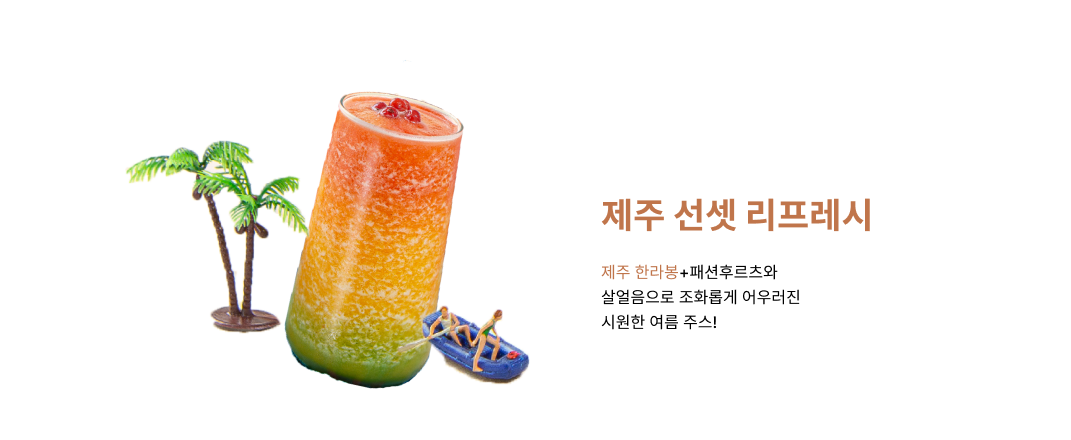 제주 선셋 리프레시
제주 한라봉+패션후르츠와
살얼음으로 조화롭게 어우러진
시원한 여름 주스!